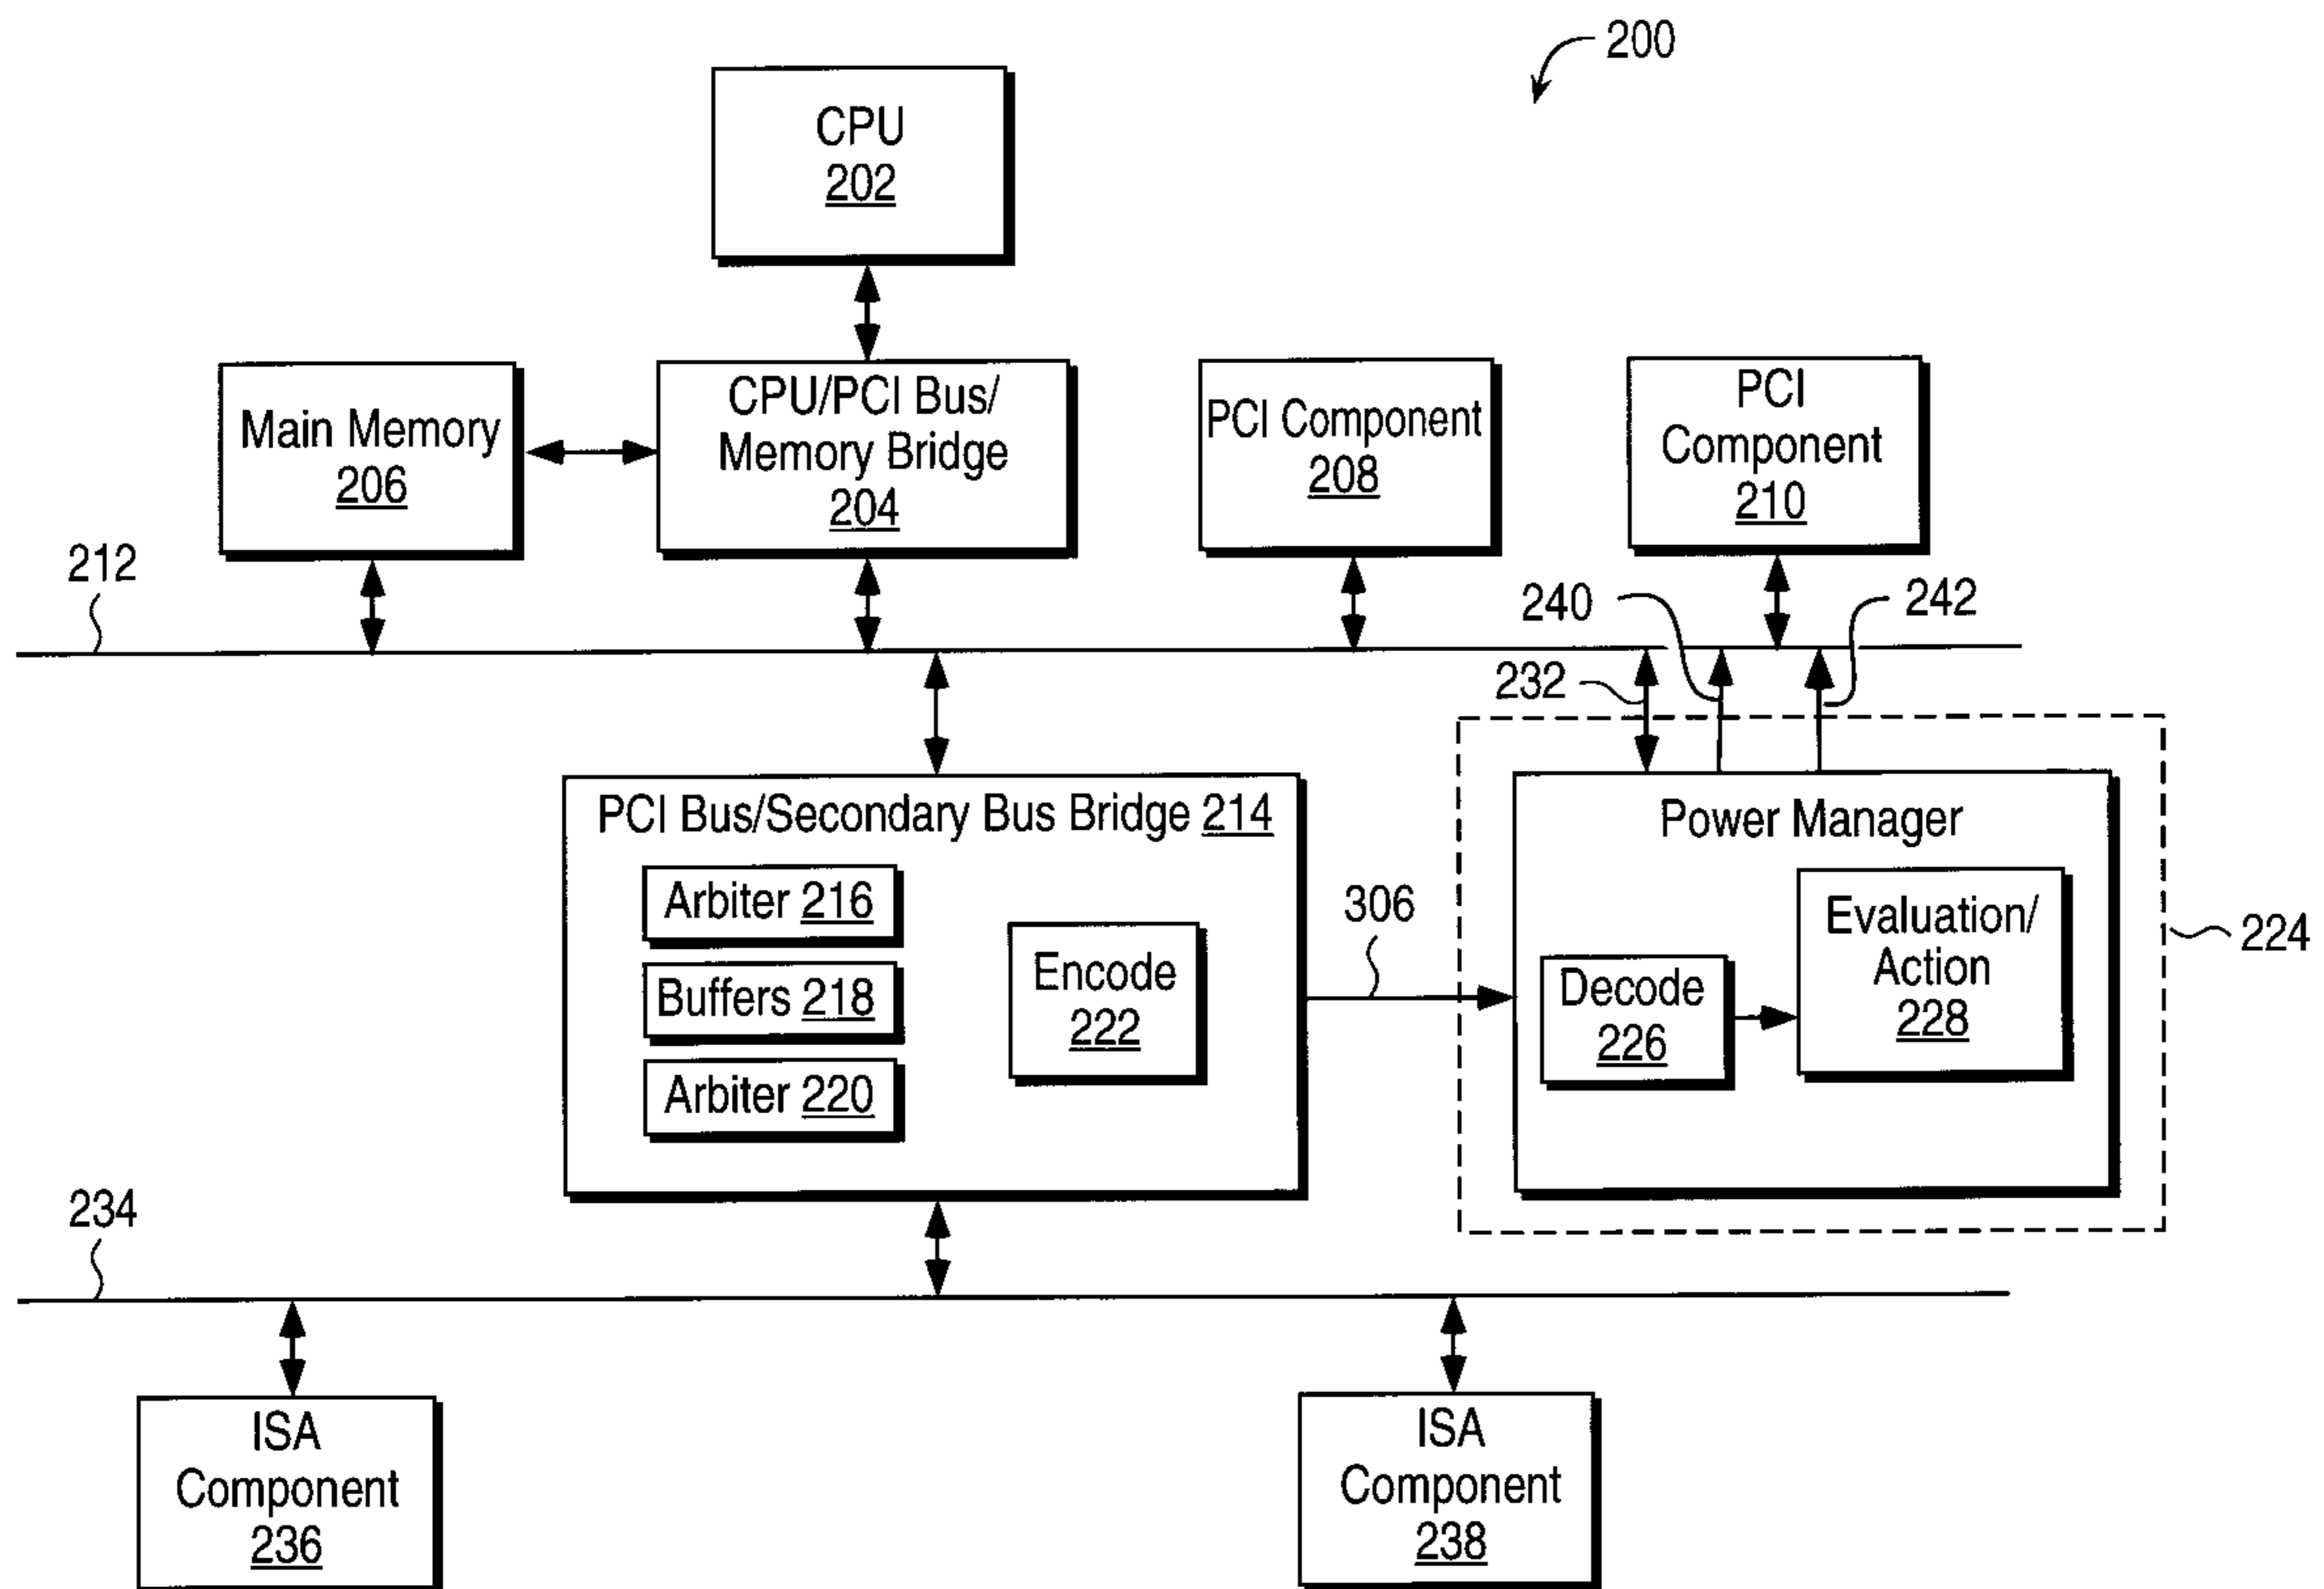 200
CPU
202
Main Memory
206
CPU/PCI Bus/
Memory Bridge
204
PCI Component
208
PCI
Component
210
212
240
242
232
PCI Bus/Secondary Bus Bridge 214
Arbiter 216
Buffers 218
Arbiter 220
Encode
222
306
Power Manager
Decode
226
Evaluation/
Action
228
224
234
ISA
Component
236
ISA
Component
238